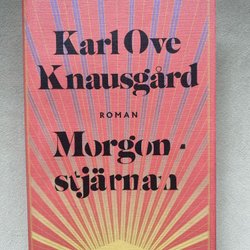 Karl Ove
Knausgård
ROMAN
Morgon-
stjärnan